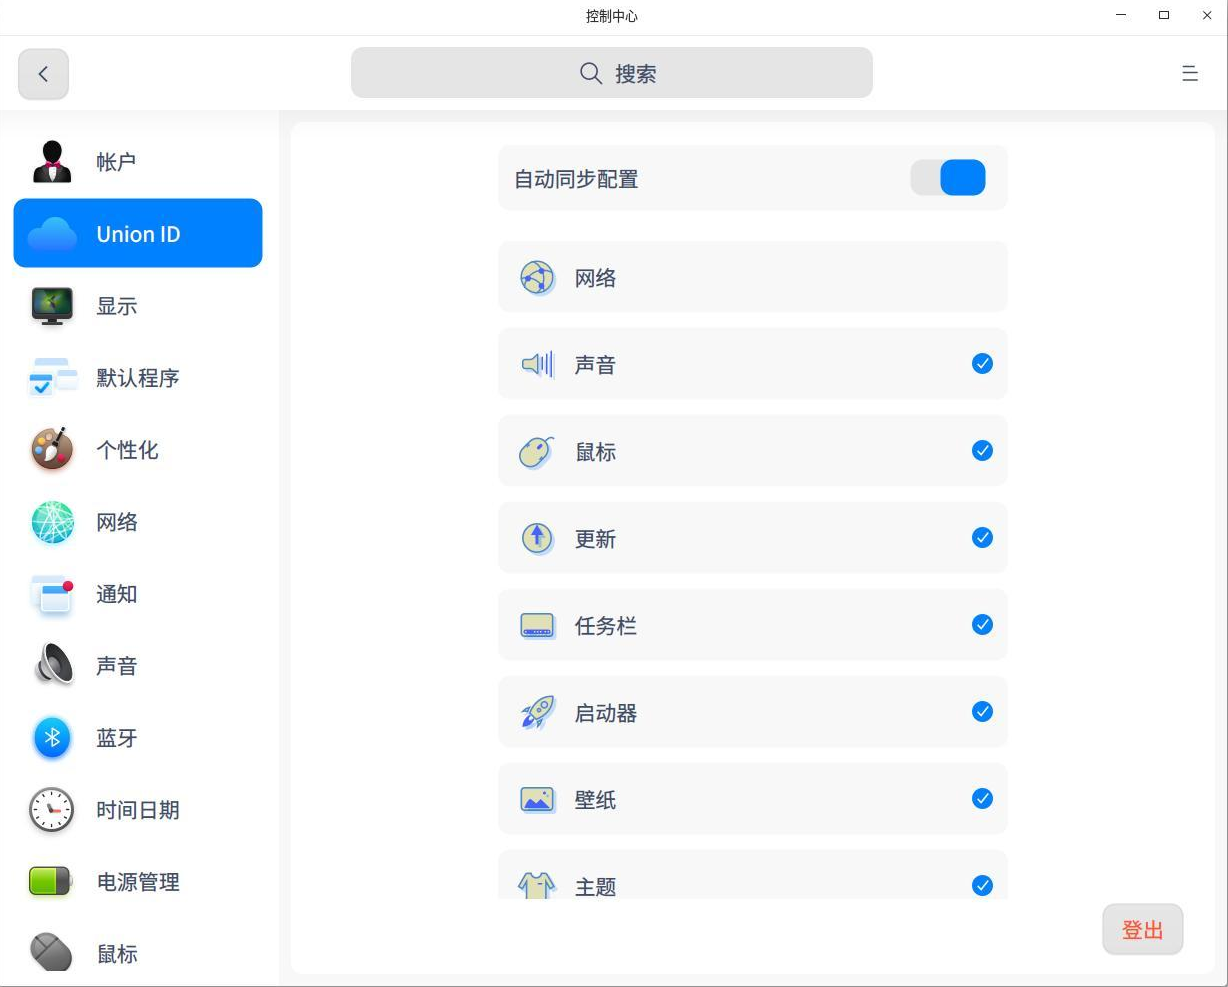 控制中心
搜索
帐户
Union ID
显示
默认程序
个性化
网络
通知
声音
蓝牙
时间日期
电源管理
鼠标
自动同步配置
网络
声音
鼠标
更新
任务栏
启动器
壁纸
主题
登出